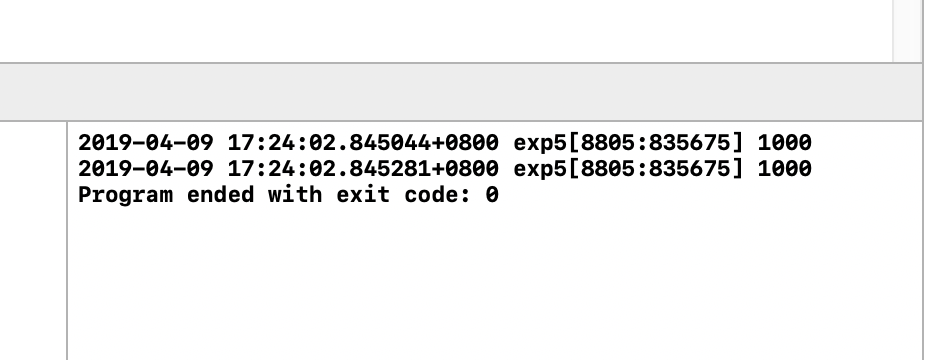 2019-04-09 17:24:02.845044+0800 exp5[8805:835675] 1000
2019-04-09 17:24:02.845281+0800 exp5[8805:835675] 1000
Program ended with exit code: 0